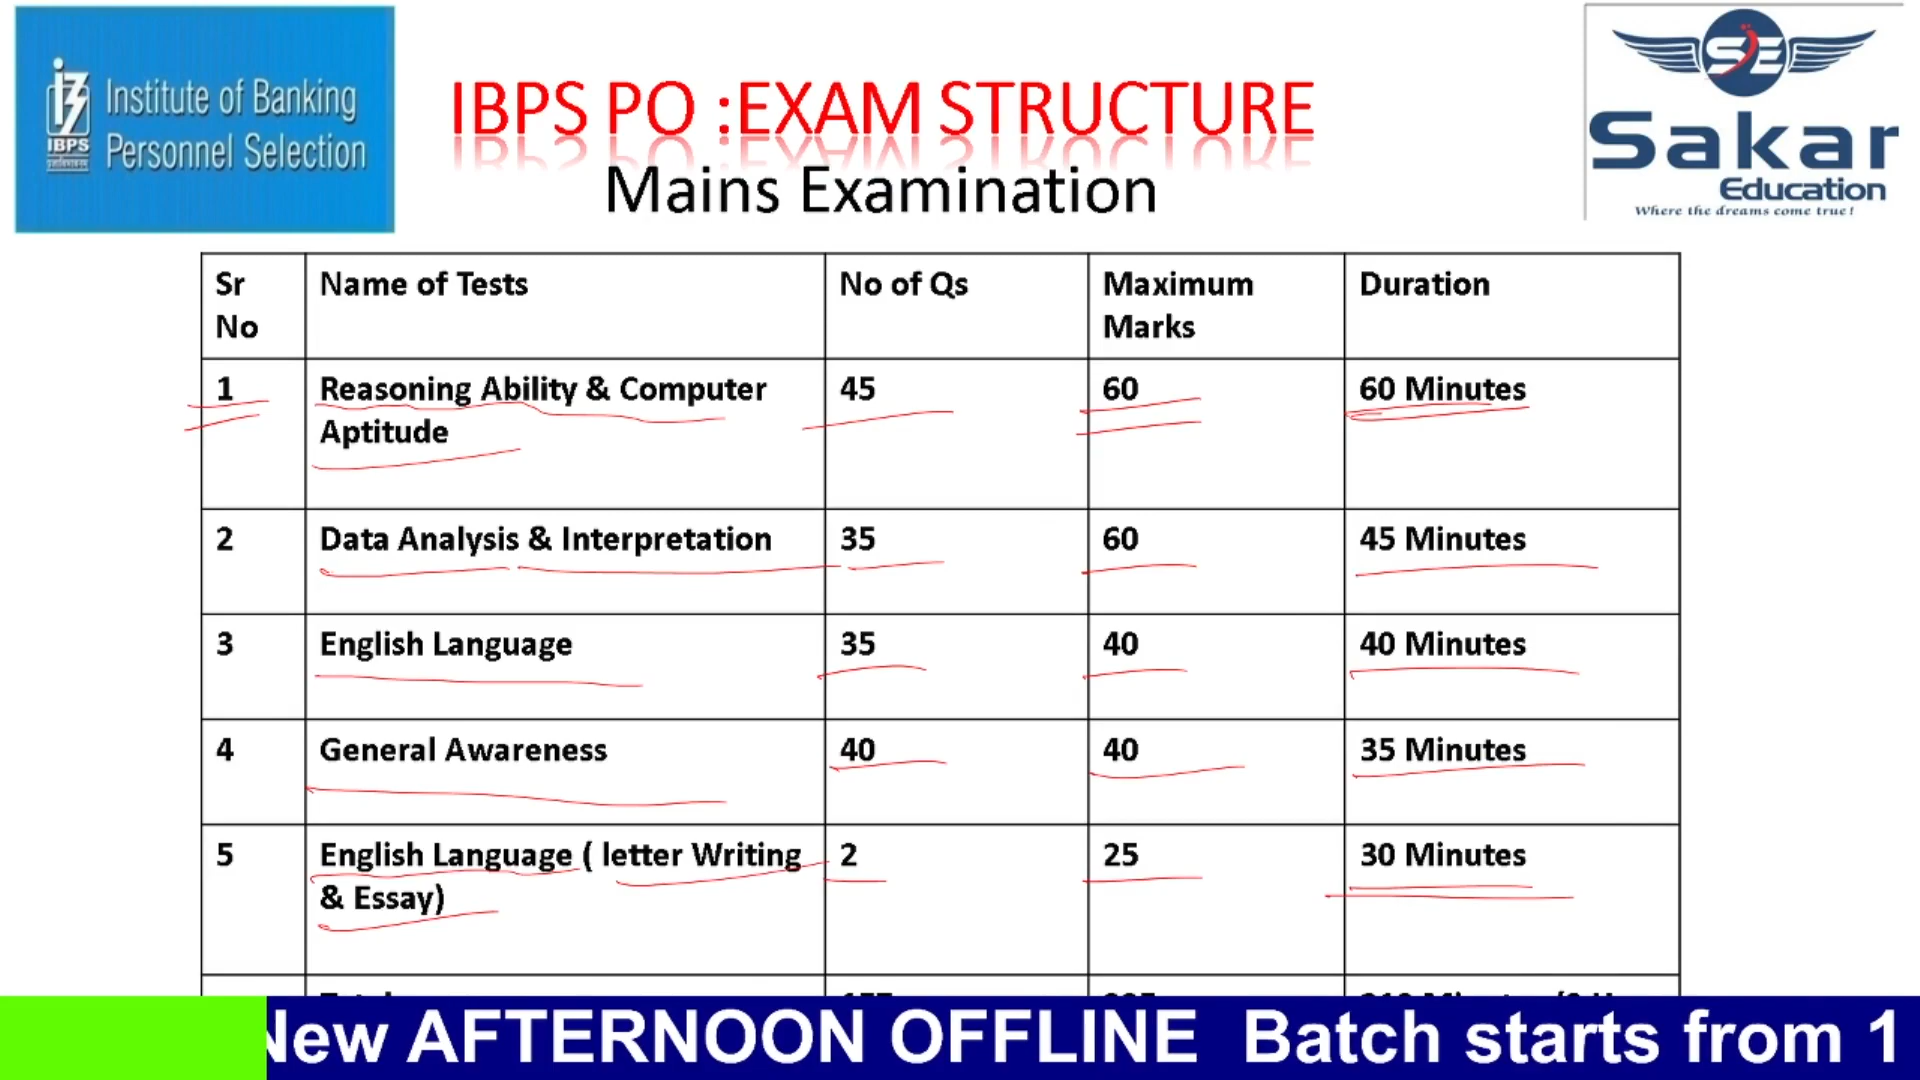 Institute of Banking
Personnel Selection
IBPS
IBPS PO :EXAM STRUCTURE
Mains Examination
SE
Sakar
Education
Where the dreams come true!
Sr No Name of Tests No of Qs Maximum Marks Duration
1 Reasoning Ability & Computer Aptitude 45 60 60 Minutes
2 Data Analysis & Interpretation 35 60 45 Minutes
3 English Language 35 40 40 Minutes
4 General Awareness 40 40 35 Minutes
5 English Language ( letter Writing & Essay) 2 25 30 Minutes
New AFTERNOON OFFLINE Batch starts from 1